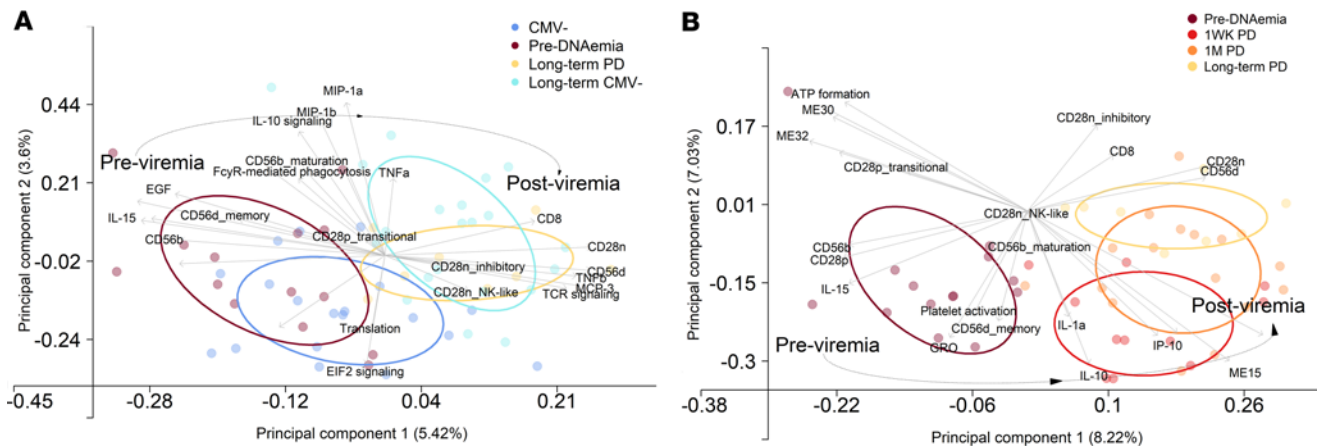 A
CMV-
Pre-DNAemia
Long-term PD
Long-term CMV-
Principal component 2 (3.6%)
0.44
0.21
-0.02
-0.24
MIP-1a
MIP-1b
IL-10 signaling
Pre-viremia
CD56b_maturation
FcyR-mediated phagocytosis
TNFa
Post-viremia
EGF
IL-15
CD56d_memory
CD8
CD56b
CD28p_transitional
CD28n
CD28n_inhibitory
CD56d
TNFb
MCP-3
CD28n_NK-like
TCR signaling
Translation
EIF2 signaling
-0.45
-0.28
-0.12
0.04
0.21
Principal component 1 (5.42%)
B
Pre-DNAemia
1WK PD
1M PD
Long-term PD
Principal component 2 (7.03%)
0.17
0.01
-0.15
-0.3
ATP formation
ME30
ME32
CD28n_inhibitory
CD8
CD28p_transitional
CD28n
CD56d
CD28n_NK-like
CD56b
CD56b_maturation
CD28p
IL-15
Platelet activation
Post-viremia
CD56d_memory
IL-1a
Pre-viremia
GRO
IP-10
IL-10
ME15
-0.38
-0.22
-0.06
0.1
0.26
Principal component 1 (8.22%)